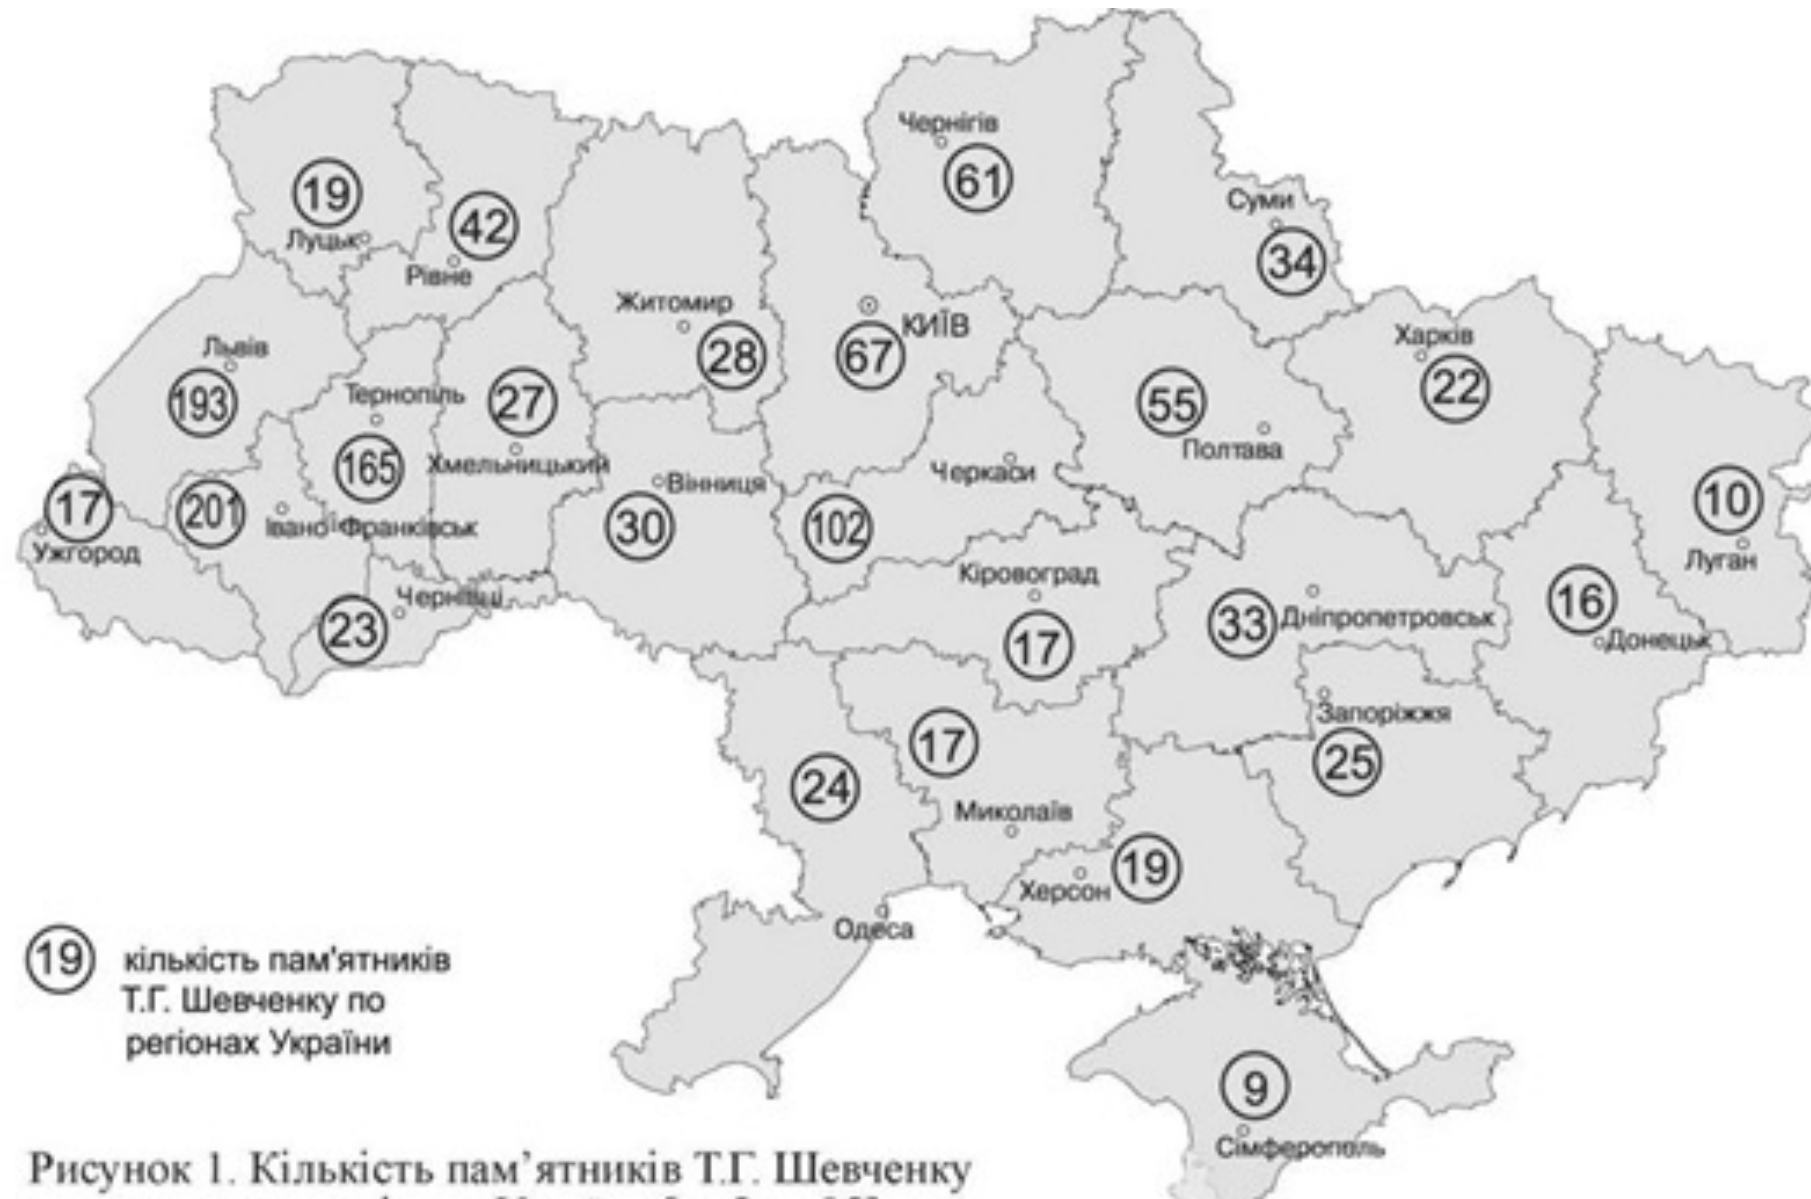 Чернігів
61
Суми
34
19
Луцьк
42
Рівне
Житомир
28
КИЇВ
67
Харків
22
Львів
193
Тернопіль
165
27
Хмельницький
55
Полтава
Черкаси
102
Вінниця
30
10
Луган
17
Ужгород
201
Івано-Франківськ
Чернівці
23
Кіровоград
17
33
Дніпропетровськ
16
Донецьк
Запоріжжя
25
17
Миколаїв
24
Одеса
19
Херсон
9
Сімферополь
19
кількість пам'ятників
Т.Г. Шевченку по
регіонах України
Рисунок 1. Кількість пам’ятників Т.Г. Шевченку